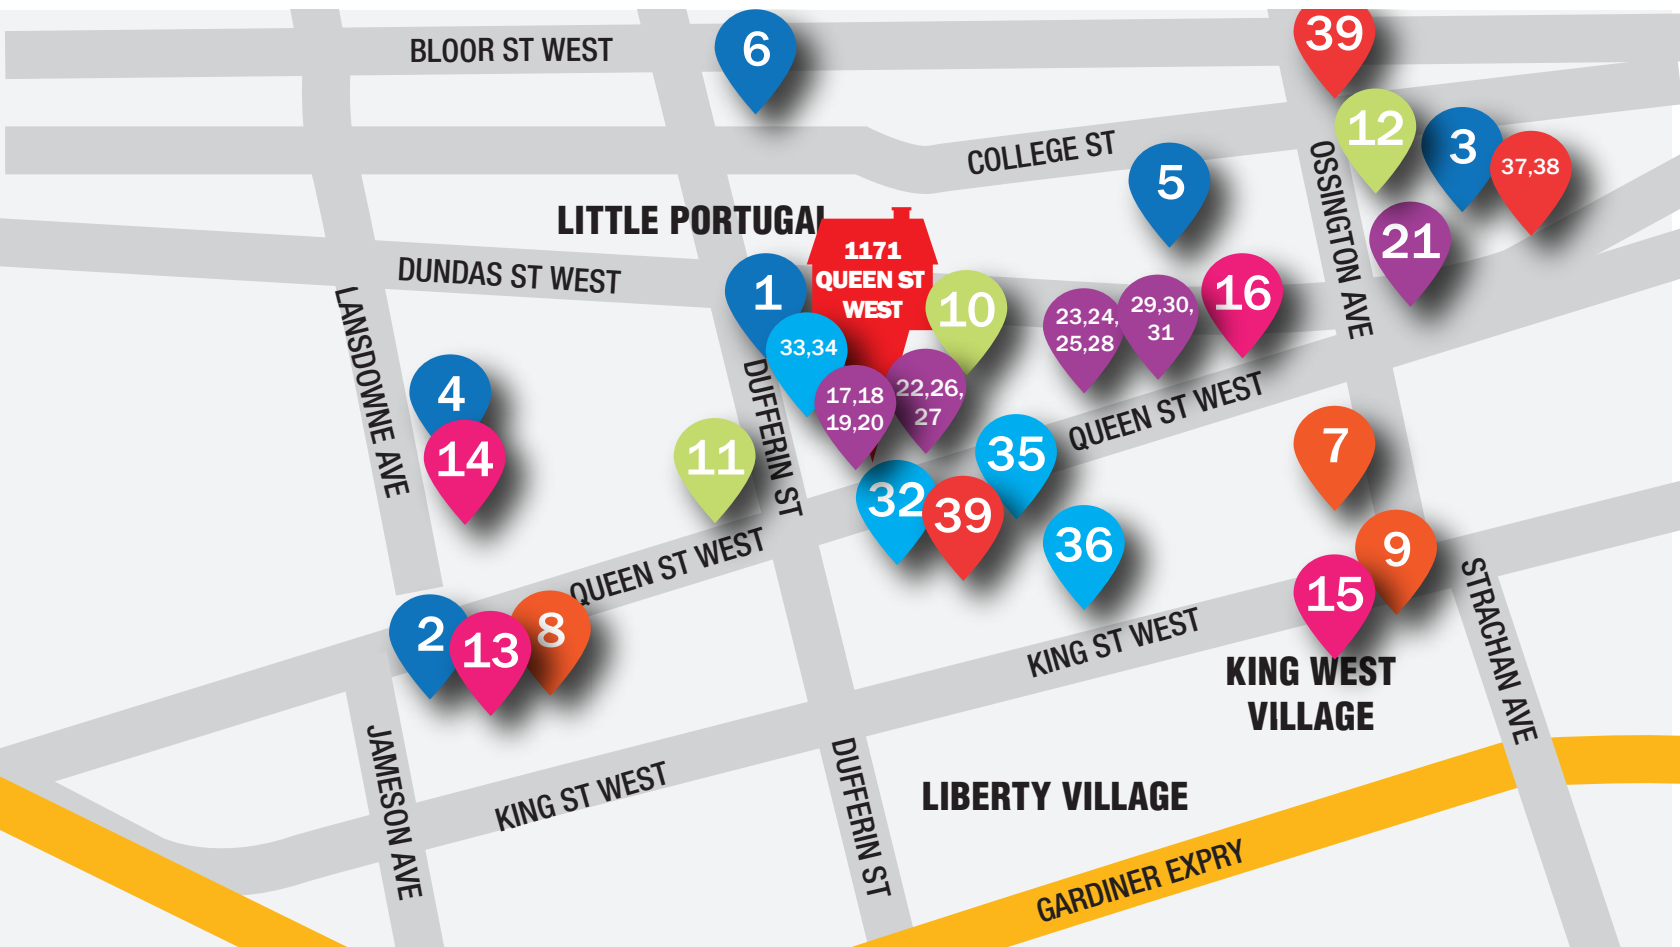 BLOOR ST WEST
6
39
12
3
37,38
COLLEGE ST
5
OSSINGTON AVE
21
LITTLE PORTUGAL
1171
QUEEN ST
WEST
DUNDAS ST WEST
1
10
16
29,30,
31
23,24,
25,28
33,34
LANSDOWNE AVE
4
14
DUFFERIN ST
17,18
19,20
22,26,
27
11
QUEEN ST WEST
35
32
39
36
7
9
15
QUEEN ST WEST
2
13
8
STRACHAN AVE
KING ST WEST
KING WEST
VILLAGE
JAMESON AVE
KING ST WEST
DUFFERIN ST
LIBERTY VILLAGE
GARDINER EXPRY